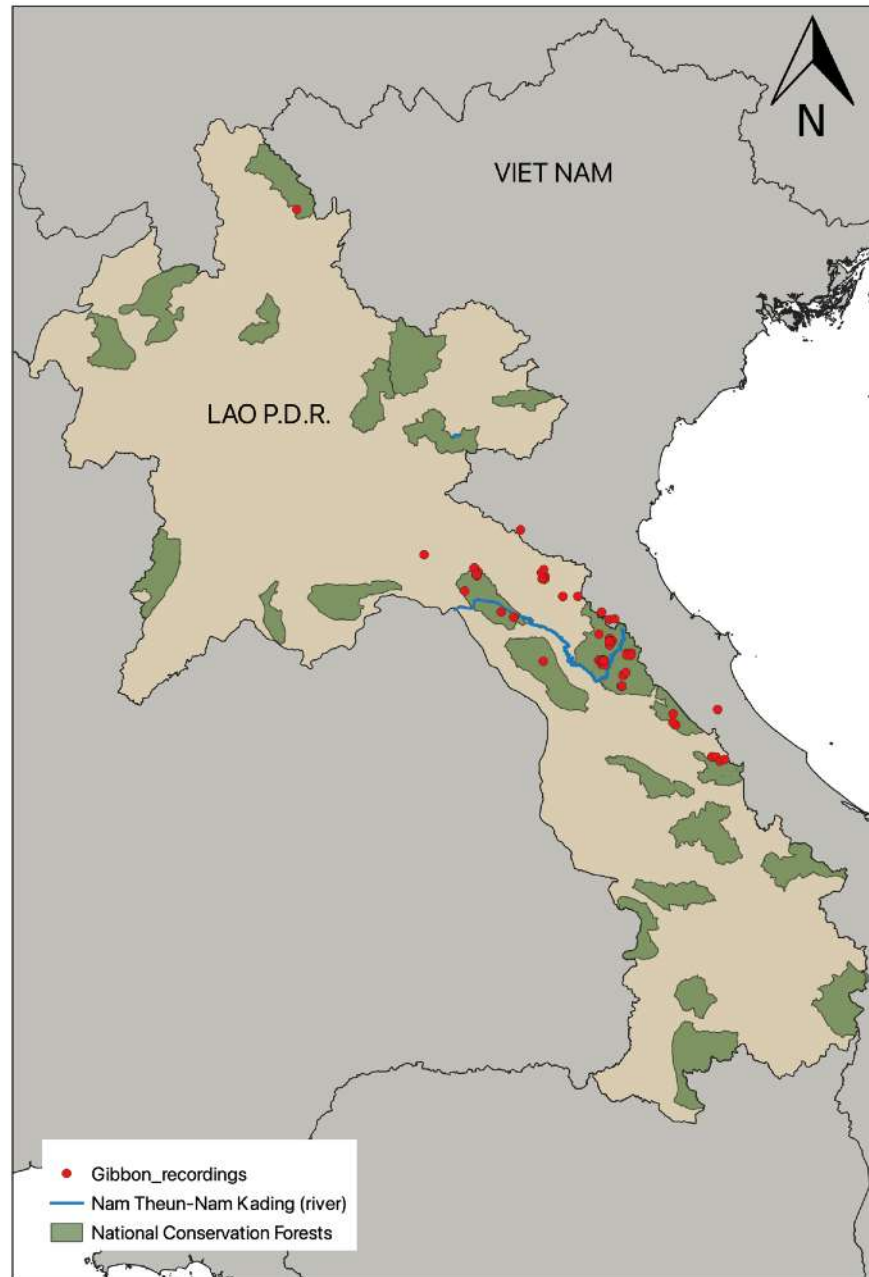 N
VIET NAM
LAO P.D.R.
Gibbon_recordings
Nam Theun-Nam Kading (river)
National Conservation Forests